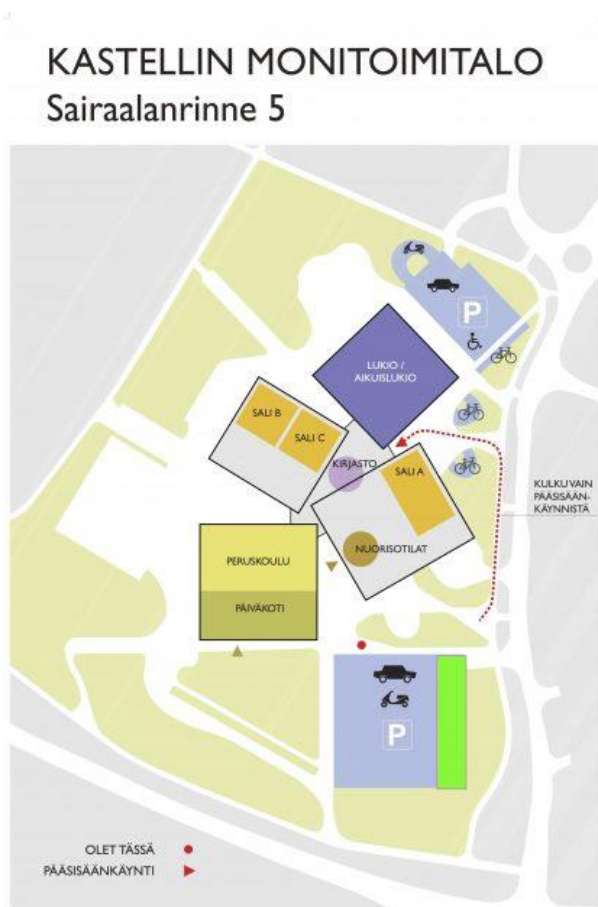 KASTELLIN MONITOIMITALO
Sairaalanrinne 5
P
LUKIO /
AIKUISLUKIO
SALI B
SALI C
KIRJASTO
SALI A
KULKU VAIN
PÄÄSISÄÄN-
KÄYNNISTÄ
NUORISOTILAT
PERUSKOULU
PÄIVÄKOTI
P
OLET TÄSSÄ
PÄÄSISÄÄNKÄYNTI